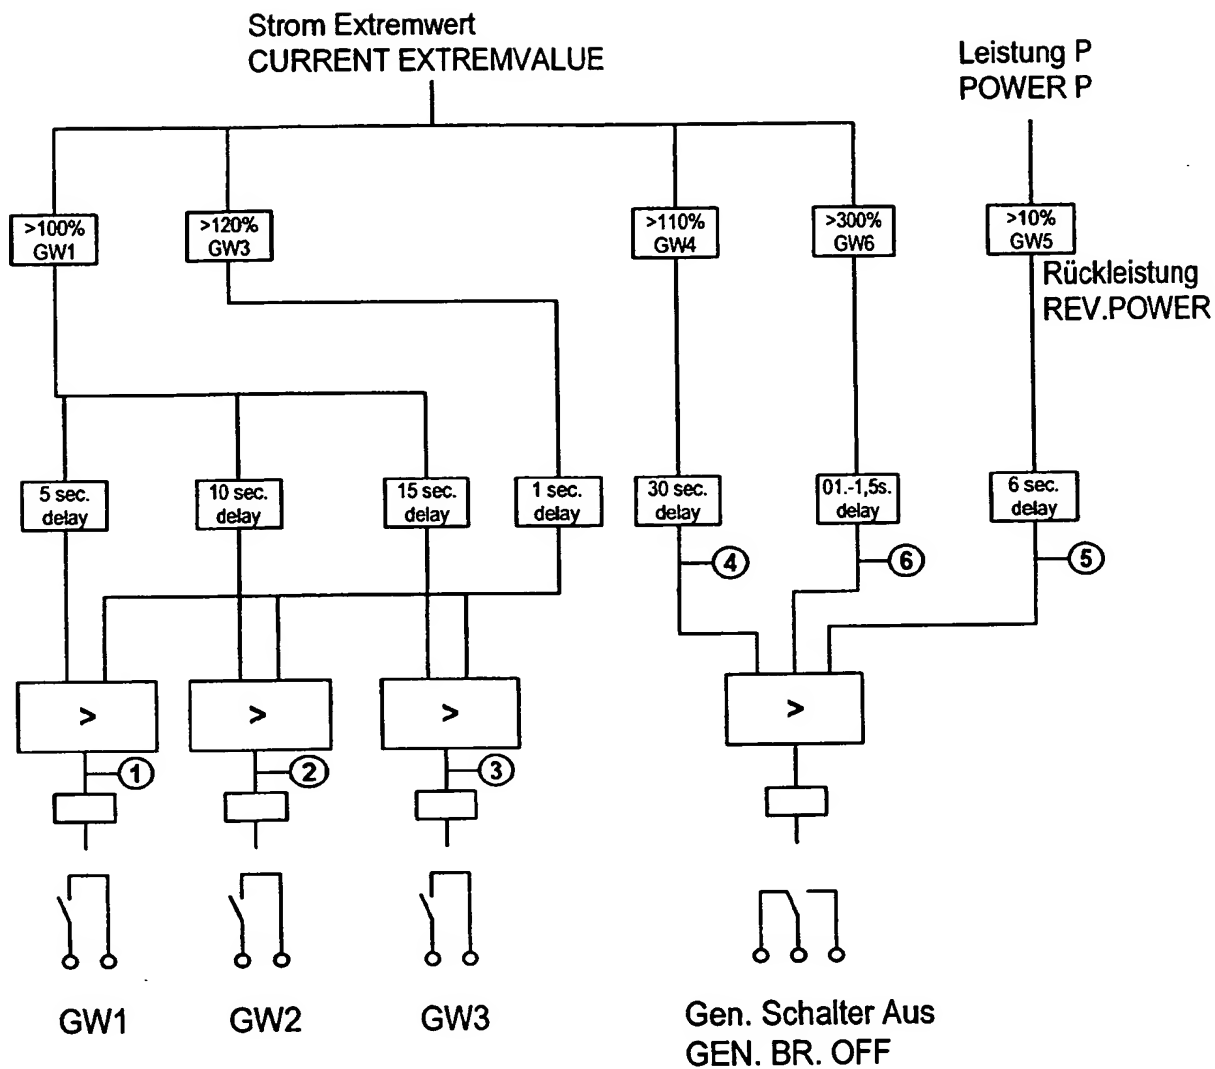 Strom Extremwert
CURRENT EXTREMVALUE
Leistung P
POWER P
>100%
GW1
>120%
GW3
>110%
GW4
>300%
GW6
>10%
GW5
Rückleistung
REV.POWER
5 sec.
delay
10 sec.
delay
15 sec.
delay
1 sec.
delay
30 sec.
delay
01.-1,5s.
delay
6 sec.
delay
4
6
5
>
>
>
>
1
2
3
GW1
GW2
GW3
Gen. Schalter Aus
GEN. BR. OFF